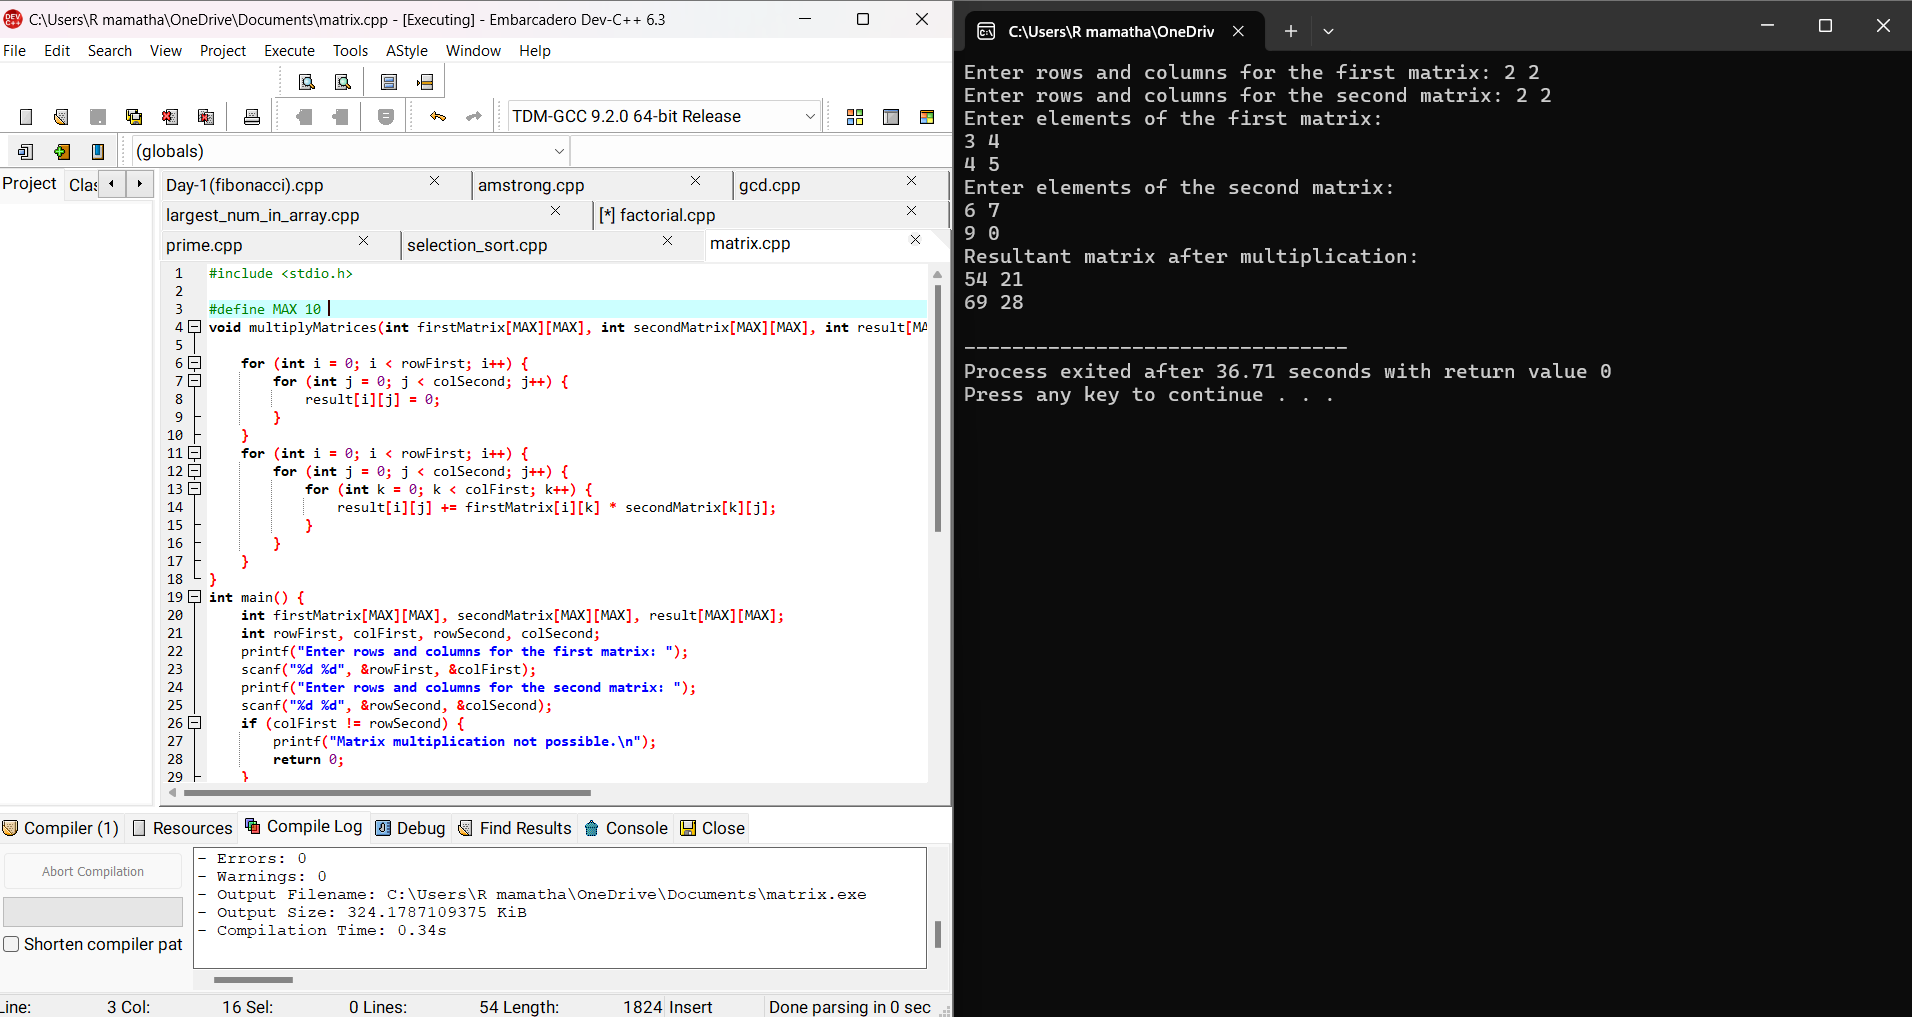 C:\Users\R mamatha\OneDrive\Documents\matrix.cpp - [Executing] - Embarcadero Dev-C++ 6.3
File Edit Search View Project Execute Tools AStyle Window Help
TDM-GCC 9.2.0 64-bit Release
(globals)
Project Clas
Day-1(fibonacci).cpp amstrong.cpp gcd.cpp
largest_num_in_array.cpp [*] factorial.cpp
prime.cpp selection_sort.cpp matrix.cpp
1 #include <stdio.h>
2
3 #define MAX 10
4 void multiplyMatrices(int firstMatrix[MAX][MAX], int secondMatrix[MAX][MAX], int result[MA
5
6 for (int i = 0; i < rowFirst; i++) {
7 for (int j = 0; j < colSecond; j++) {
8 result[i][j] = 0;
9 }
10 }
11 for (int i = 0; i < rowFirst; i++) {
12 for (int j = 0; j < colSecond; j++) {
13 for (int k = 0; k < colFirst; k++) {
14 result[i][j] += firstMatrix[i][k] * secondMatrix[k][j];
15 }
16 }
17 }
18 }
19 int main() {
20 int firstMatrix[MAX][MAX], secondMatrix[MAX][MAX], result[MAX][MAX];
21 int rowFirst, colFirst, rowSecond, colSecond;
22 printf("Enter rows and columns for the first matrix: ");
23 scanf("%d %d", &rowFirst, &colFirst);
24 printf("Enter rows and columns for the second matrix: ");
25 scanf("%d %d", &rowSecond, &colSecond);
26 if (colFirst != rowSecond) {
27 printf("Matrix multiplication not possible.\n");
28 return 0;
29 }
Compiler (1) Resources Compile Log Debug Find Results Console Close
Abort Compilation
Shorten compiler pat
- Errors: 0
- Warnings: 0
- Output Filename: C:\Users\R mamatha\OneDrive\Documents\matrix.exe
- Output Size: 324.1787109375 KiB
- Compilation Time: 0.34s
Line: 3 Col: 16 Sel: 0 Lines: 54 Length: 1824 Insert Done parsing in 0 sec
C:\Users\R mamatha\OneDriv
Enter rows and columns for the first matrix: 2 2
Enter rows and columns for the second matrix: 2 2
Enter elements of the first matrix:
3 4
4 5
Enter elements of the second matrix:
6 7
9 0
Resultant matrix after multiplication:
54 21
69 28
--------------------------------
Process exited after 36.71 seconds with return value 0
Press any key to continue . . .